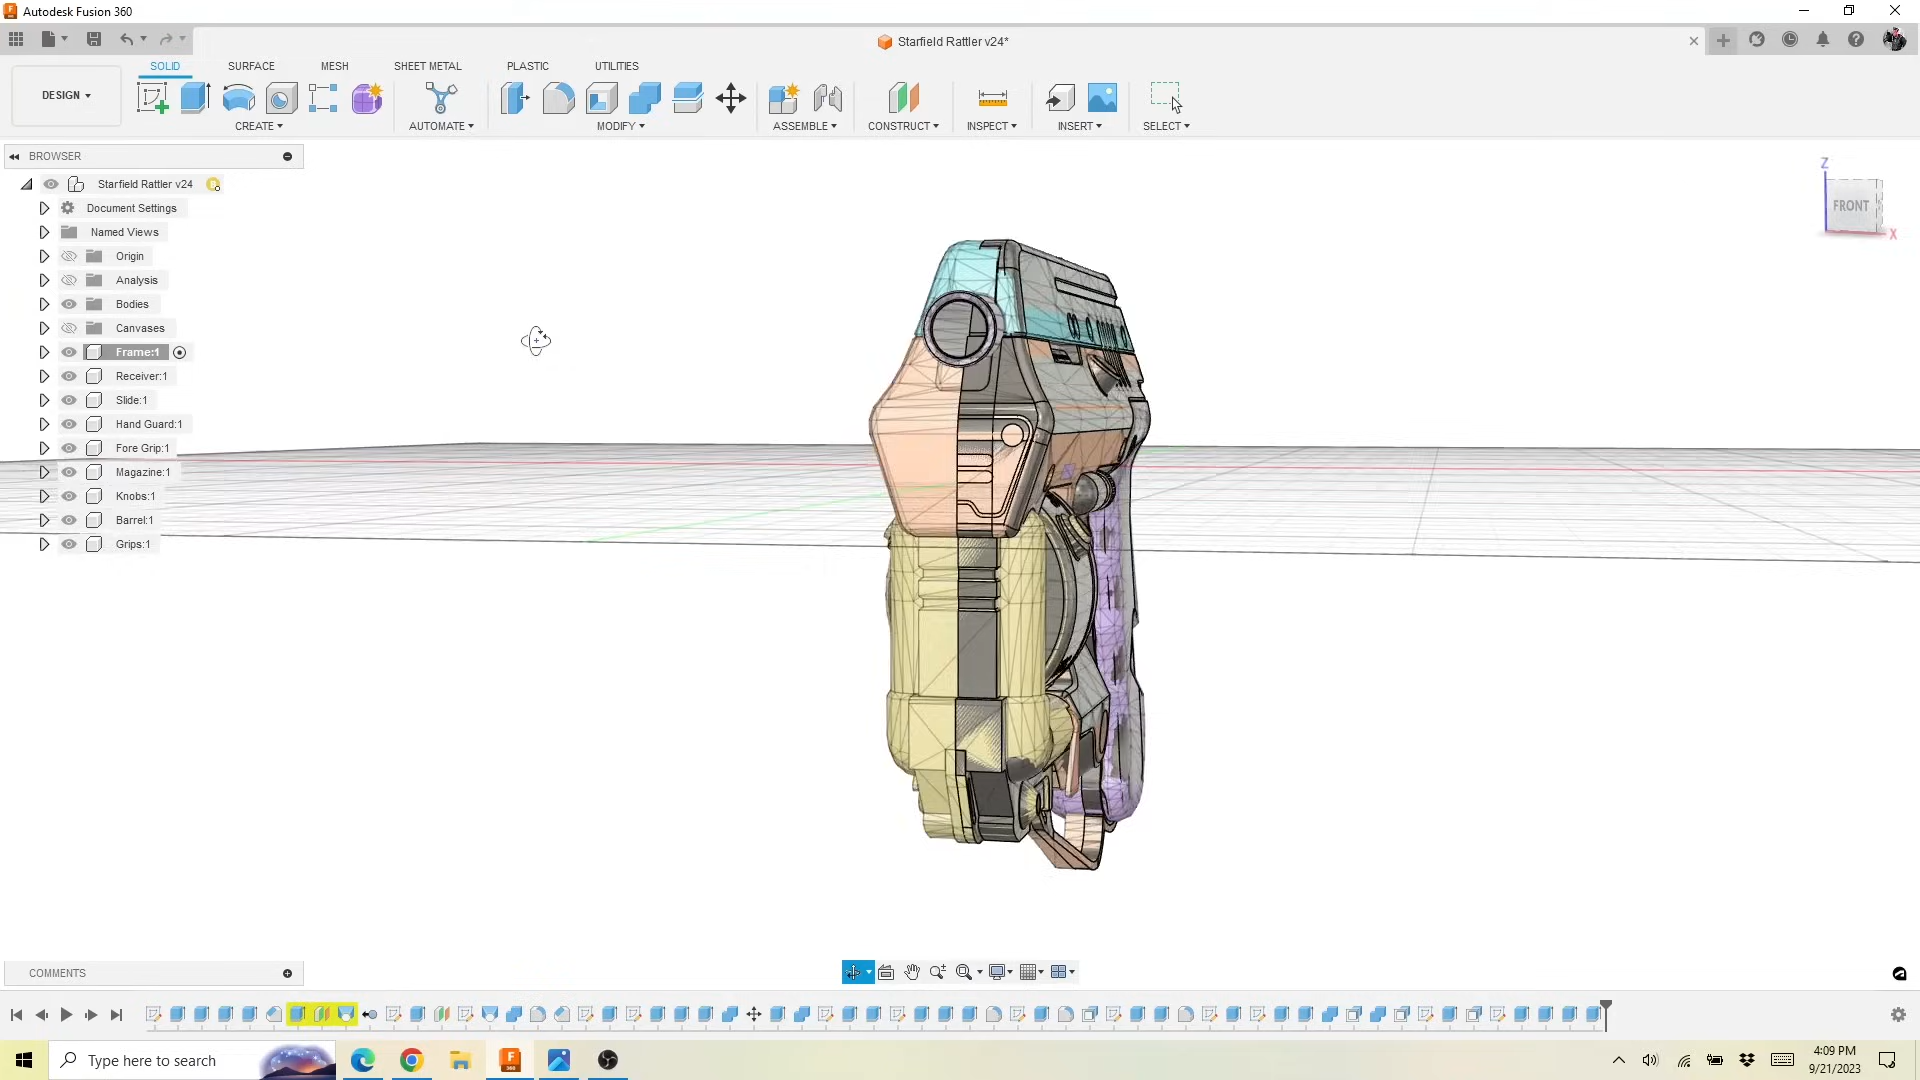 Autodesk Fusion 360
Starfield Rattler v24*
DESIGN
SOLID SURFACE MESH SHEET METAL PLASTIC UTILITIES
CREATE AUTOMATE MODIFY ASSEMBLE CONSTRUCT INSPECT INSERT SELECT
BROWSER
Starfield Rattler v24
Document Settings
Named Views
Origin
Analysis
Bodies
Canvases
Frame:1
Receiver:1
Slide:1
Hand Guard:1
Fore Grip:1
Magazine:1
Knobs:1
Barrel:1
Grips:1
Z
FRONT
X
COMMENTS
Type here to search
F
360
4:09 PM
9/21/2023